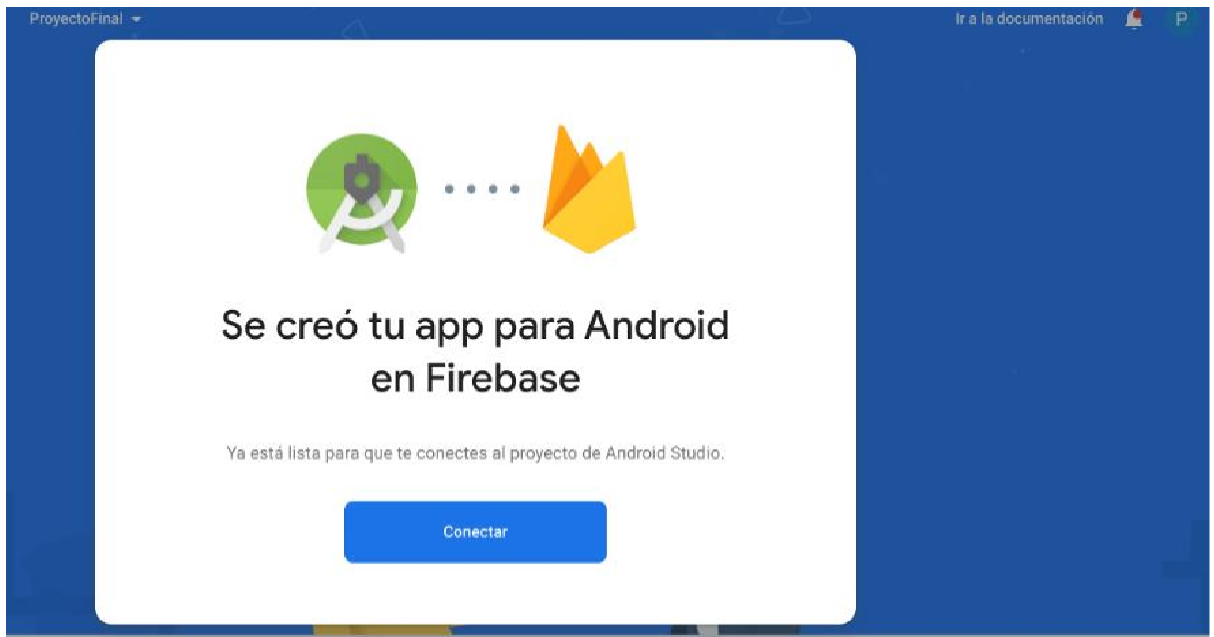 ProyectoFinal
Ir a la documentación
P
Se creó tu app para Android
en Firebase
Ya está lista para que te conectes al proyecto de Android Studio.
Conectar